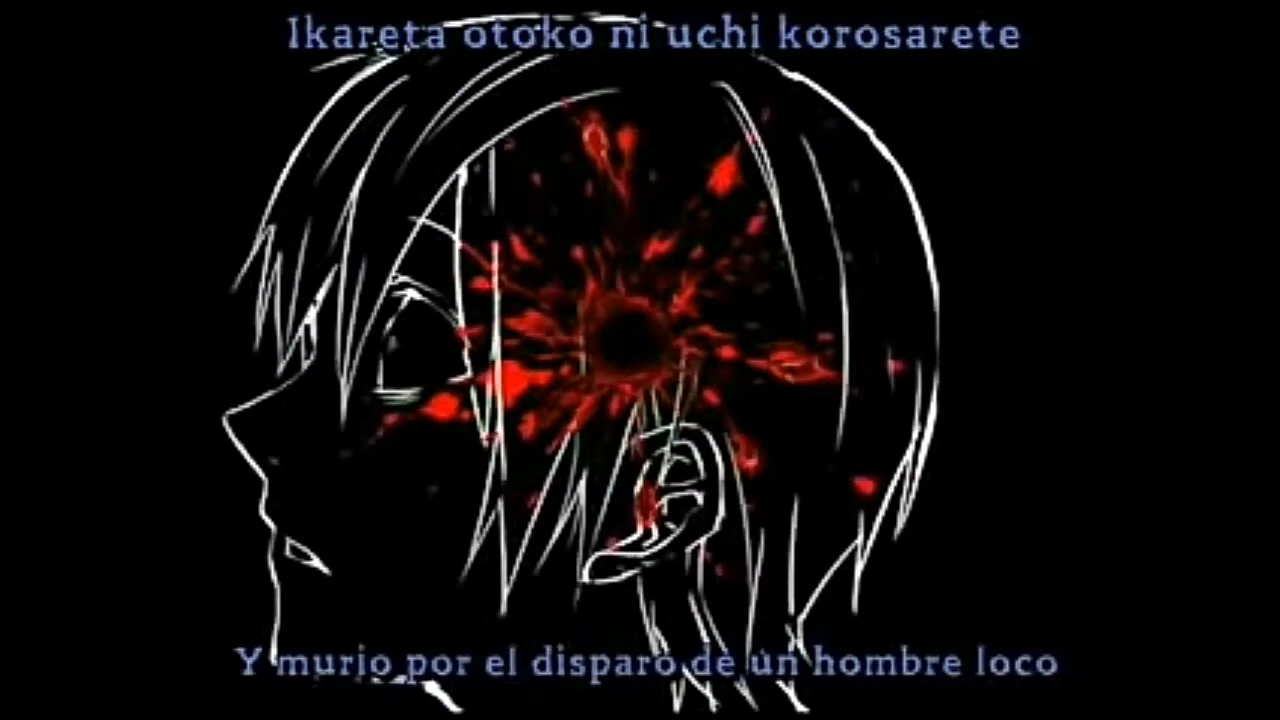 Ikareta otoko ni uchi korosarete
Y murio por el disparo de un hombre loco